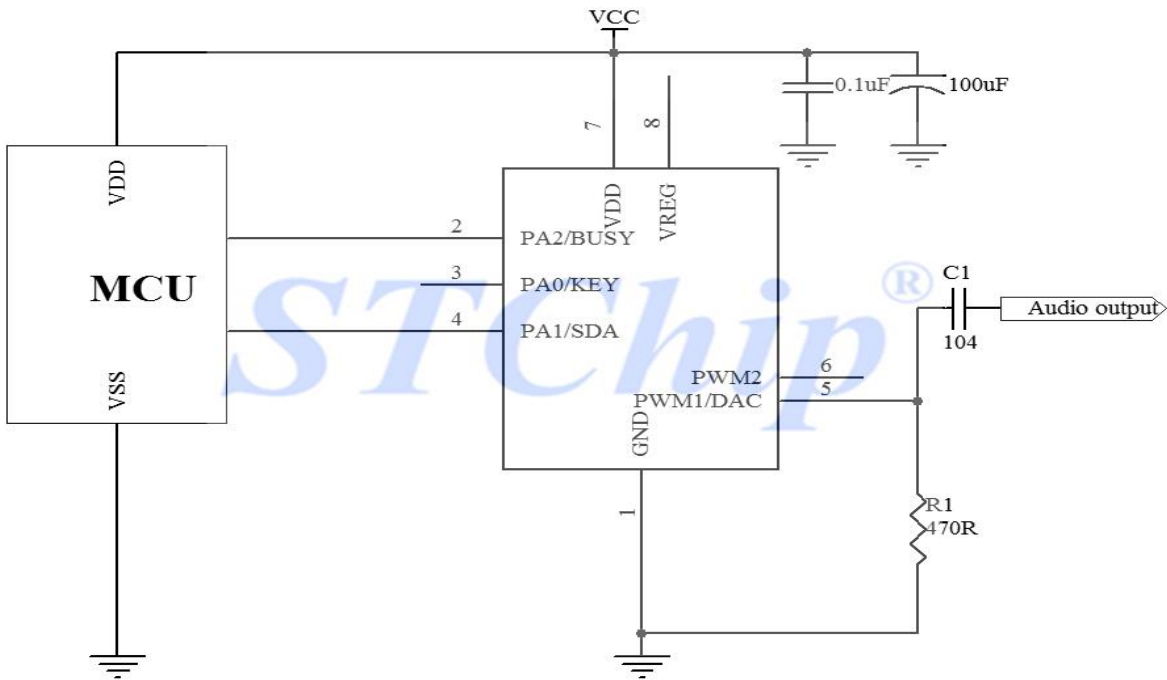 VCC
0.1uF
100uF
7
8
VDD
VDD
VREG
2
PA2/BUSY
MCU
3
PA0/KEY
STChip®
C1
104
Audio output
4
PA1/SDA
PWM2
6
PWM1/DAC
5
VSS
GND
1
R1
470R